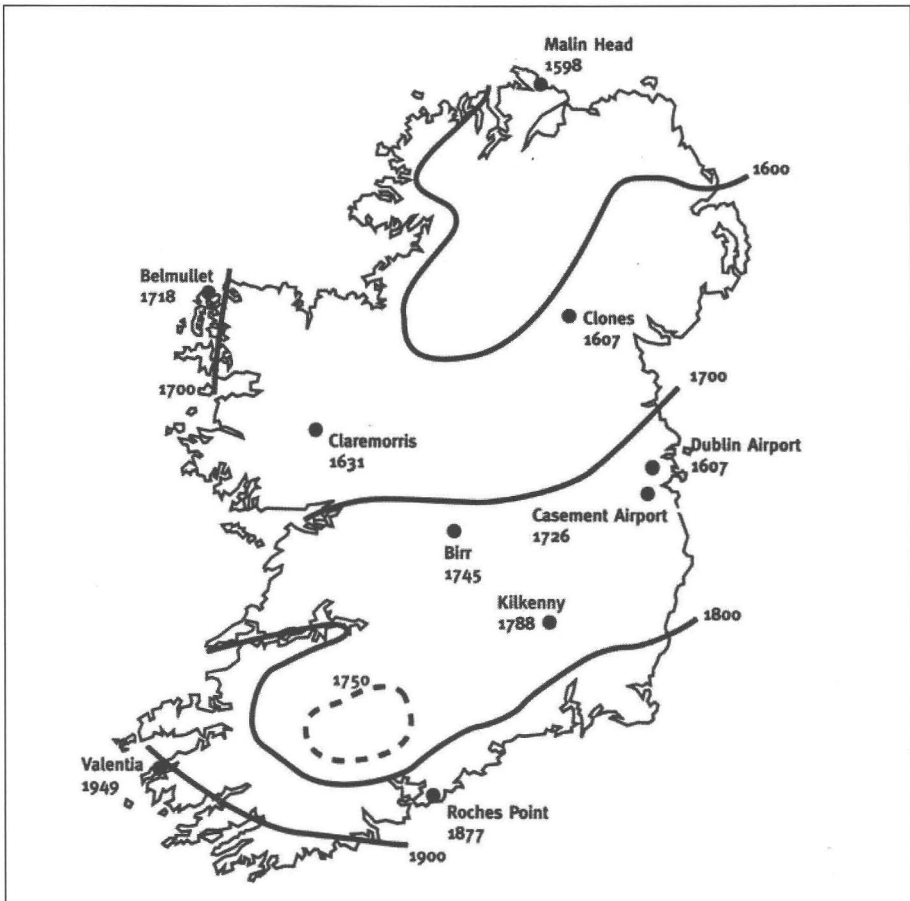 Malin Head
1598
1600
Belmullet
1718
Clones
1607
1700
1700
Claremorris
1631
Dublin Airport
1607
Casement Airport
1726
Birr
1745
Kilkenny
1788
1800
1750
Valentia
1949
Roches Point
1877
1900